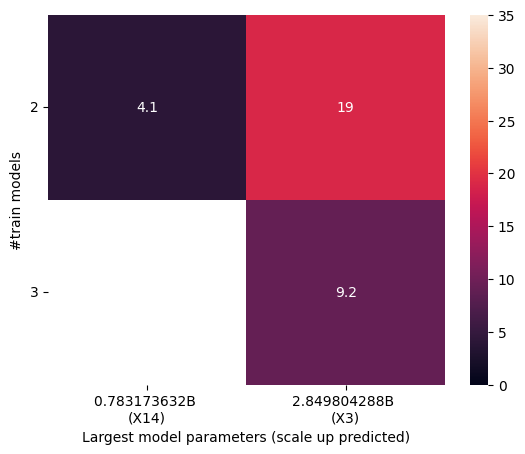 #train models
2
3
4.1
19
9.2
0.783173632B
(X14)
2.849804288B
(X3)
Largest model parameters (scale up predicted)
35
30
25
20
15
10
5
0